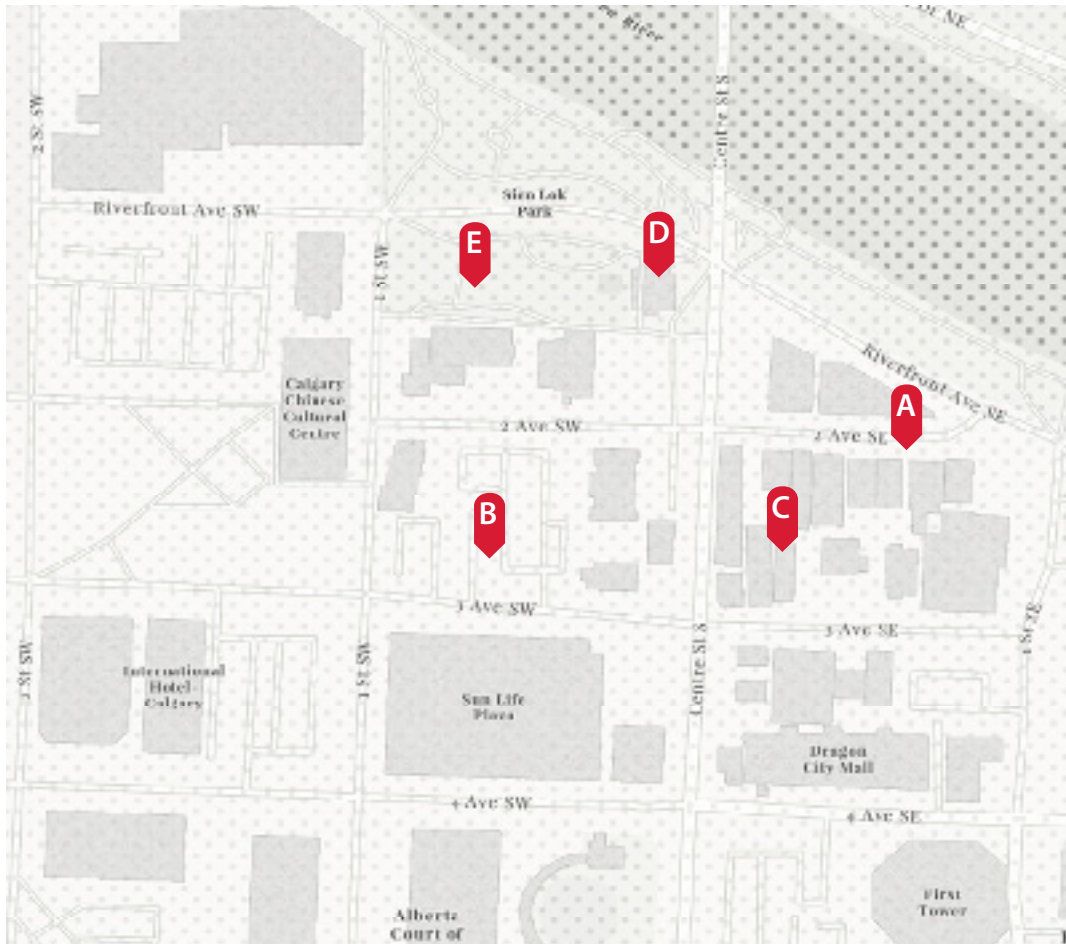 River
NE
2 St SW
Centre St S
Sien Lok
Park
Riverfront Ave SW
E
D
1 St SW
Riverfront Ave SE
Calgary
Chinese
Cultural
Centre
A
2 Ave SW
2 Ave SE
B
C
3 Ave SW
3 Ave SE
1 St SE
2 St SW
International
Hotel-
Calgary
1 St SW
Sun Life
Plaza
Centre St S
Dragon
City Mall
4 Ave SW
4 Ave SE
First
Tower
Alberta
Court of